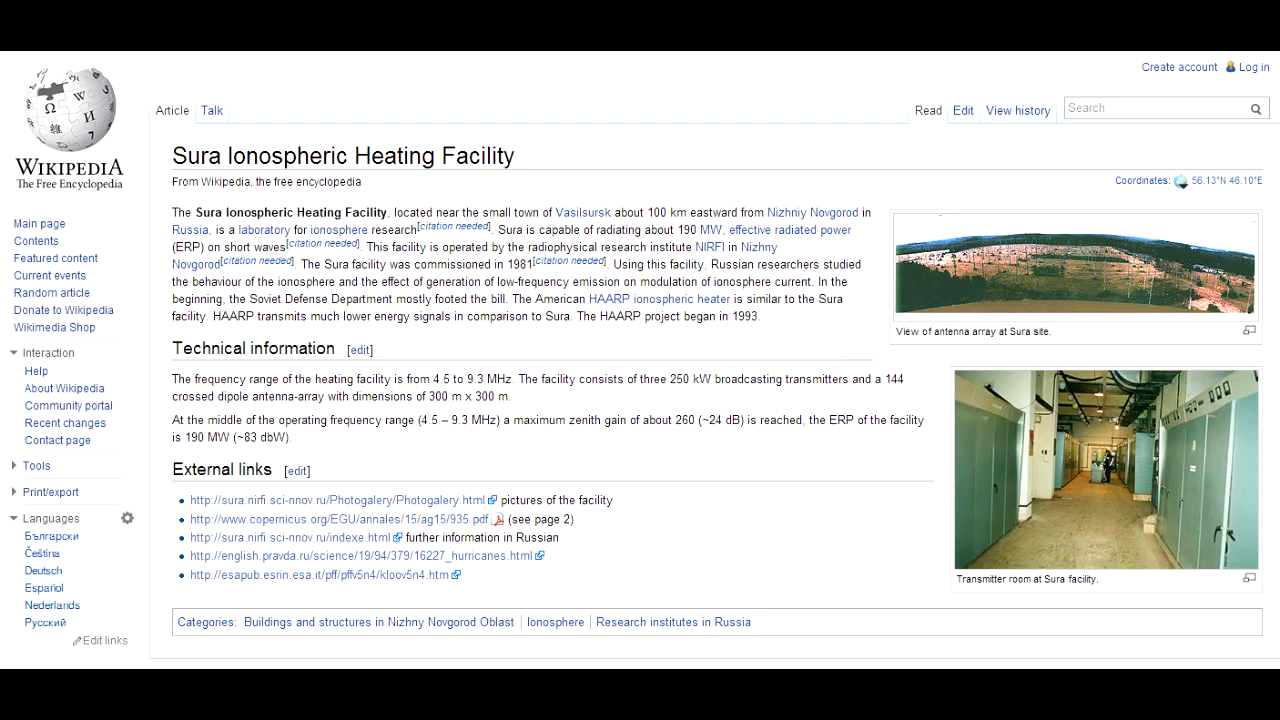 Create account Log in
Article Talk Read Edit View history Search
WIKIPEDIA
The Free Encyclopedia
Main page
Contents
Featured content
Current events
Random article
Donate to Wikipedia
Wikimedia Shop
Interaction
Help
About Wikipedia
Community portal
Recent changes
Contact page
Tools
Print/export
Languages
Български
Čeština
Deutsch
Español
Nederlands
Русский
Edit links
Sura Ionospheric Heating Facility
From Wikipedia, the free encyclopedia
Coordinates: 56.13°N 46.10°E
The Sura Ionospheric Heating Facility, located near the small town of Vasilsursk about 100 km eastward from Nizhniy Novgorod in
Russia, is a laboratory for ionosphere research[citation needed]. Sura is capable of radiating about 190 MW, effective radiated power
(ERP) on short waves[citation needed]. This facility is operated by the radiophysical research institute NIRFI in Nizhny
Novgorod[citation needed]. The Sura facility was commissioned in 1981[citation needed]. Using this facility, Russian researchers studied
the behaviour of the ionosphere and the effect of generation of low-frequency emission on modulation of ionosphere current. In the
beginning, the Soviet Defense Department mostly footed the bill. The American HAARP ionospheric heater is similar to the Sura
facility. HAARP transmits much lower energy signals in comparison to Sura. The HAARP project began in 1993.
View of antenna array at Sura site.
Technical information [edit]
The frequency range of the heating facility is from 4.5 to 9.3 MHz. The facility consists of three 250 kW broadcasting transmitters and a 144
crossed dipole antenna-array with dimensions of 300 m x 300 m.
At the middle of the operating frequency range (4.5 – 9.3 MHz) a maximum zenith gain of about 260 (~24 dB) is reached, the ERP of the facility
is 190 MW (~83 dbW).
Transmitter room at Sura facility.
External links [edit]
http://sura.nirfi.sci-nnov.ru/Photogalery/Photogalery.html pictures of the facility
http://www.copernicus.org/EGU/annales/15/ag15/935.pdf (see page 2)
http://sura.nirfi.sci-nnov.ru/indexe.html further information in Russian
http://english.pravda.ru/science/19/94/379/16227_hurricanes.html
http://esapub.esrin.esa.it/pff/pffv5n4/kloov5n4.htm
Categories: Buildings and structures in Nizhny Novgorod Oblast | Ionosphere | Research institutes in Russia